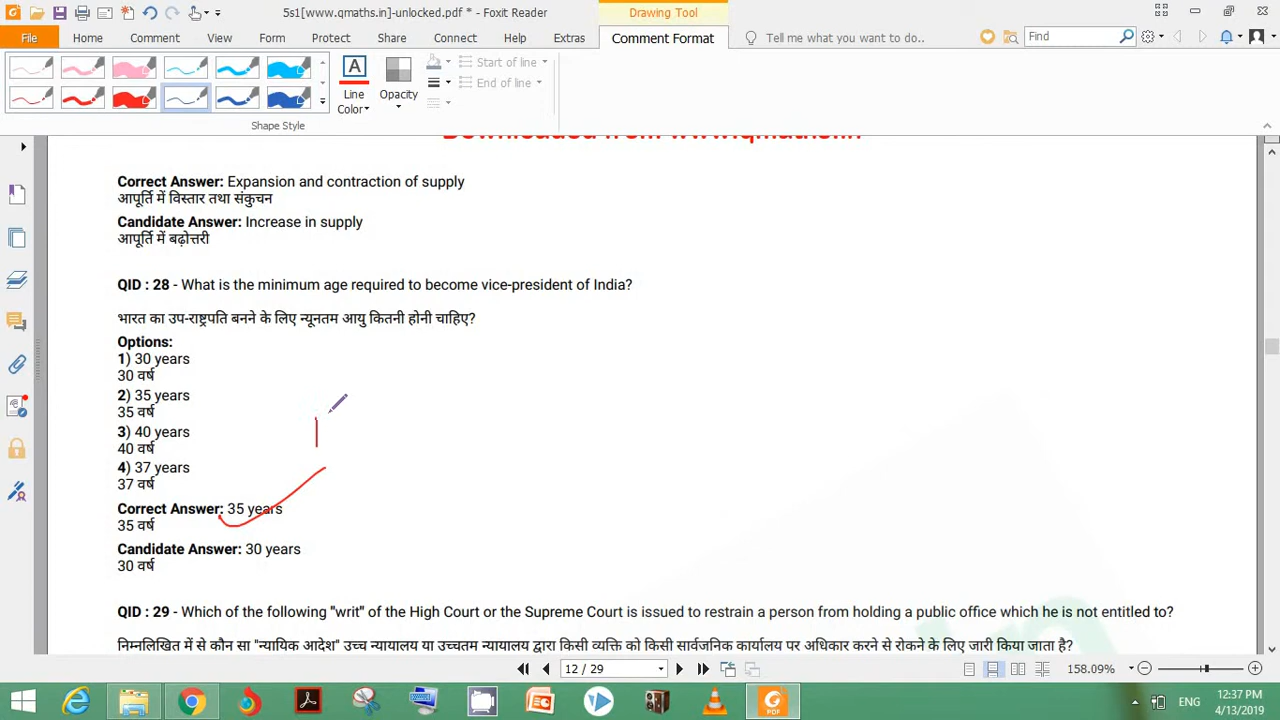 5s1[www.qmaths.in]-unlocked.pdf * - Foxit Reader
Drawing Tool
File
Home
Comment
View
Form
Protect
Share
Connect
Help
Extras
Comment Format
Tell me what you want to do..
Find
Line
Color
Opacity
Start of line
End of line
Shape Style
Downloaded from www.qmaths.in
Correct Answer: Expansion and contraction of supply
आपूर्ति में विस्तार तथा संकुचन
Candidate Answer: Increase in supply
आपूर्ति में बढ़ोत्तरी
QID : 28 - What is the minimum age required to become vice-president of India?
भारत का उप-राष्ट्रपति बनने के लिए न्यूनतम आयु कितनी होनी चाहिए?
Options:
1) 30 years
30 वर्ष
2) 35 years
35 वर्ष
3) 40 years
40 वर्ष
4) 37 years
37 वर्ष
Correct Answer: 35 years
35 वर्ष
Candidate Answer: 30 years
30 वर्ष
QID : 29 - Which of the following "writ" of the High Court or the Supreme Court is issued to restrain a person from holding a public office which he is not entitled to?
निम्नलिखित में से कौन सा "न्यायिक आदेश" उच्च न्यायालय या उच्चतम न्यायालय द्वारा किसी व्यक्ति को किसी सार्वजनिक कार्यालय पर अधिकार करने से रोकने के लिए जारी किया जाता है?
12 / 29
158.09%
ENG
12:37 PM
4/13/2019